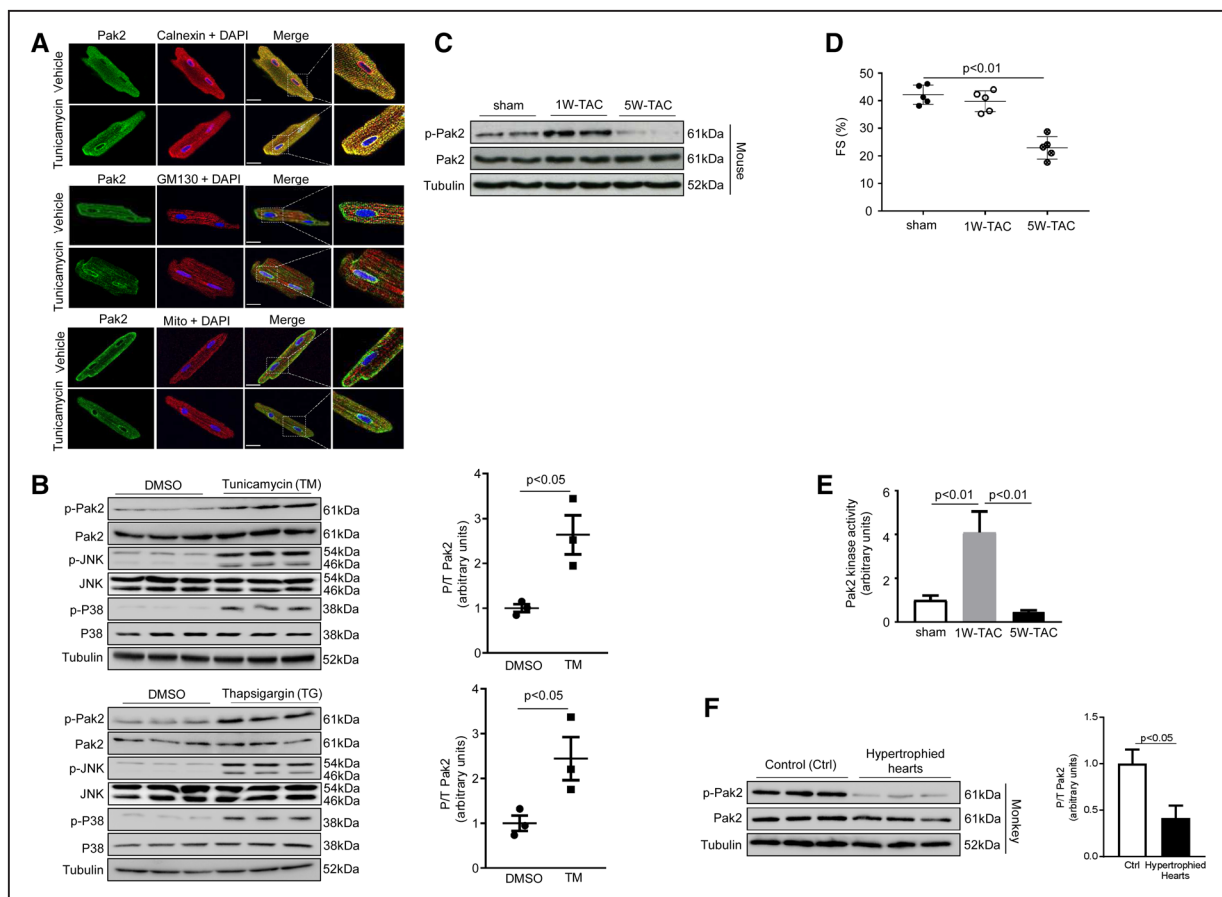 A
Pak2 Calnexin + DAPI Merge
Vehicle
Tunicamycin
Pak2 GM130 + DAPI Merge
Vehicle
Tunicamycin
Pak2 Mito + DAPI Merge
Vehicle
Tunicamycin
B
DMSO Tunicamycin (TM)
p-Pak2 61kDa
Pak2 61kDa
p-JNK 54kDa
46kDa
JNK 54kDa
46kDa
p-P38 38kDa
P38 38kDa
Tubulin 52kDa
P/T Pak2
(arbitrary units)
4
3
2
1
0
p<0.05
DMSO TM
DMSO Thapsigargin (TG)
p-Pak2 61kDa
Pak2 61kDa
p-JNK 54kDa
46kDa
JNK 54kDa
46kDa
p-P38 38kDa
P38 38kDa
Tubulin 52kDa
P/T Pak2
(arbitrary units)
4
3
2
1
0
p<0.05
DMSO TM
C
sham 1W-TAC 5W-TAC
p-Pak2 61kDa
Pak2 61kDa
Tubulin 52kDa
Mouse
D
p<0.01
FS (%)
50
40
30
20
10
0
sham 1W-TAC 5W-TAC
E
p<0.01 p<0.01
Pak2 kinase activity
(arbitrary units)
6
4
2
0
sham 1W-TAC 5W-TAC
F
Control (Ctrl) Hypertrophied
hearts
p-Pak2 61kDa
Pak2 61kDa
Tubulin 52kDa
Monkey
P/T Pak2
(arbitrary units)
1.5
1.0
0.5
0.0
p<0.05
Ctrl Hypertrophied
Hearts